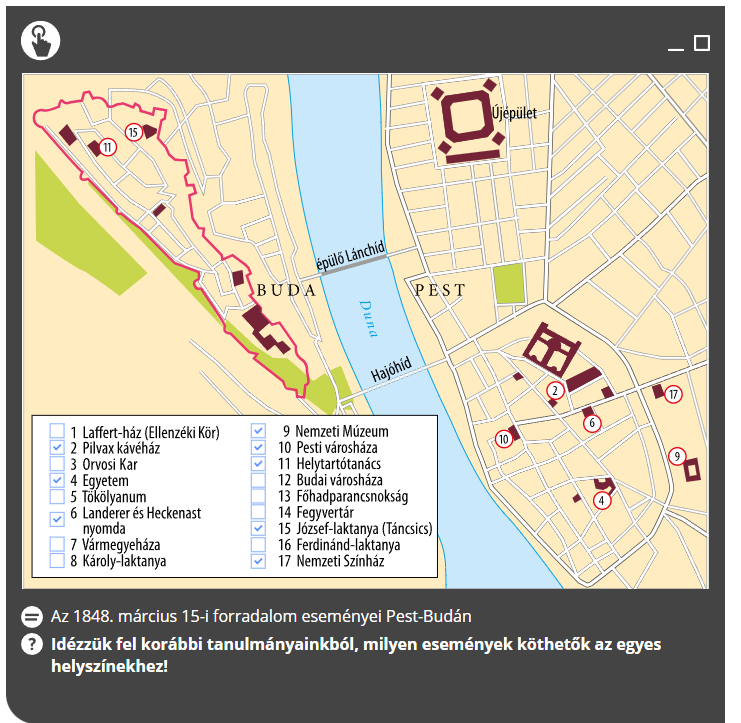 Újépület
15
11
épülő Lánchíd
BUDA
PEST
Duna
Hajóhíd
2
17
6
10
9
4
1 Laffert-ház (Ellenzéki Kör)
2 Pilvax kávéház
3 Orvosi Kar
4 Egyetem
5 Tökölyanum
6 Landerer és Heckenast
nyomda
7 Vármegyeháza
8 Károly-laktanya
9 Nemzeti Múzeum
10 Pesti városháza
11 Helytartótanács
12 Budai városháza
13 Főhadparancsnokság
14 Fegyvertár
15 József-laktanya (Táncsics)
16 Ferdinánd-laktanya
17 Nemzeti Színház
Az 1848. március 15-i forradalom eseményei Pest-Budán
? Idézzük fel korábbi tanulmányainkból, milyen események köthetők az egyes
helyszínekhez!